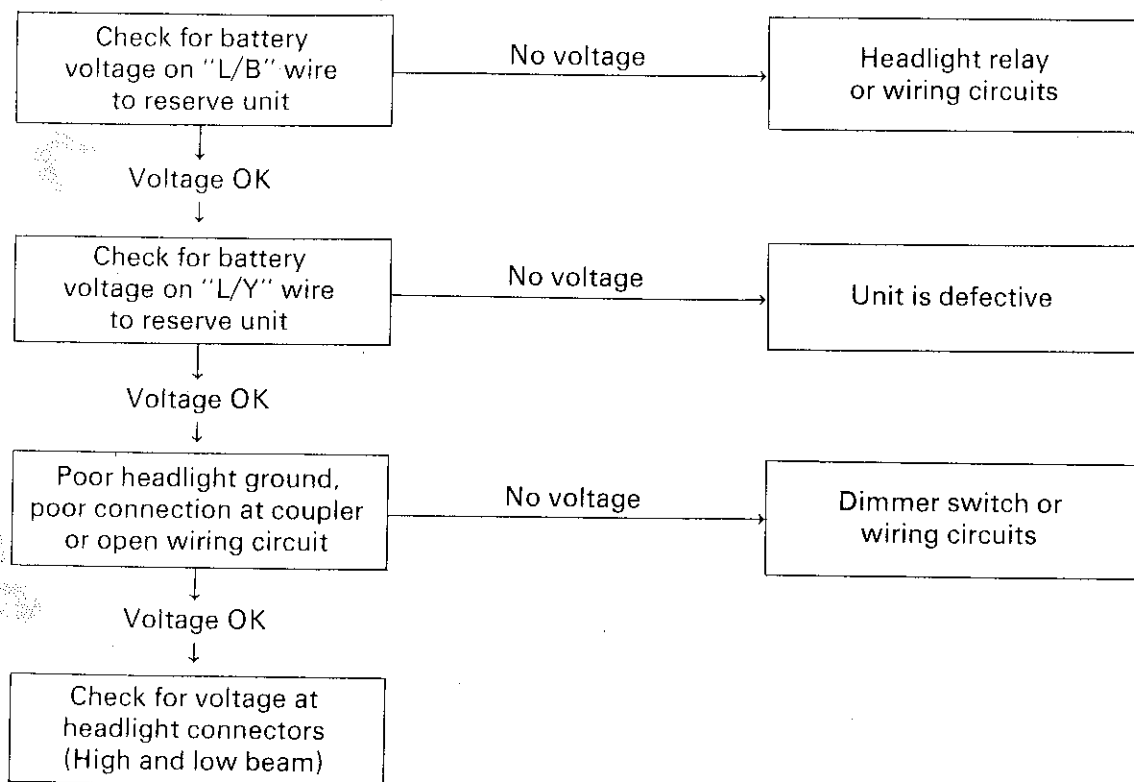 Check for battery
voltage on "L/B" wire
to reserve unit
No voltage
Headlight relay
or wiring circuits
Voltage OK
Check for battery
voltage on "L/Y" wire
to reserve unit
No voltage
Unit is defective
Voltage OK
Poor headlight ground,
poor connection at coupler
or open wiring circuit
No voltage
Dimmer switch or
wiring circuits
Voltage OK
Check for voltage at
headlight connectors
(High and low beam)